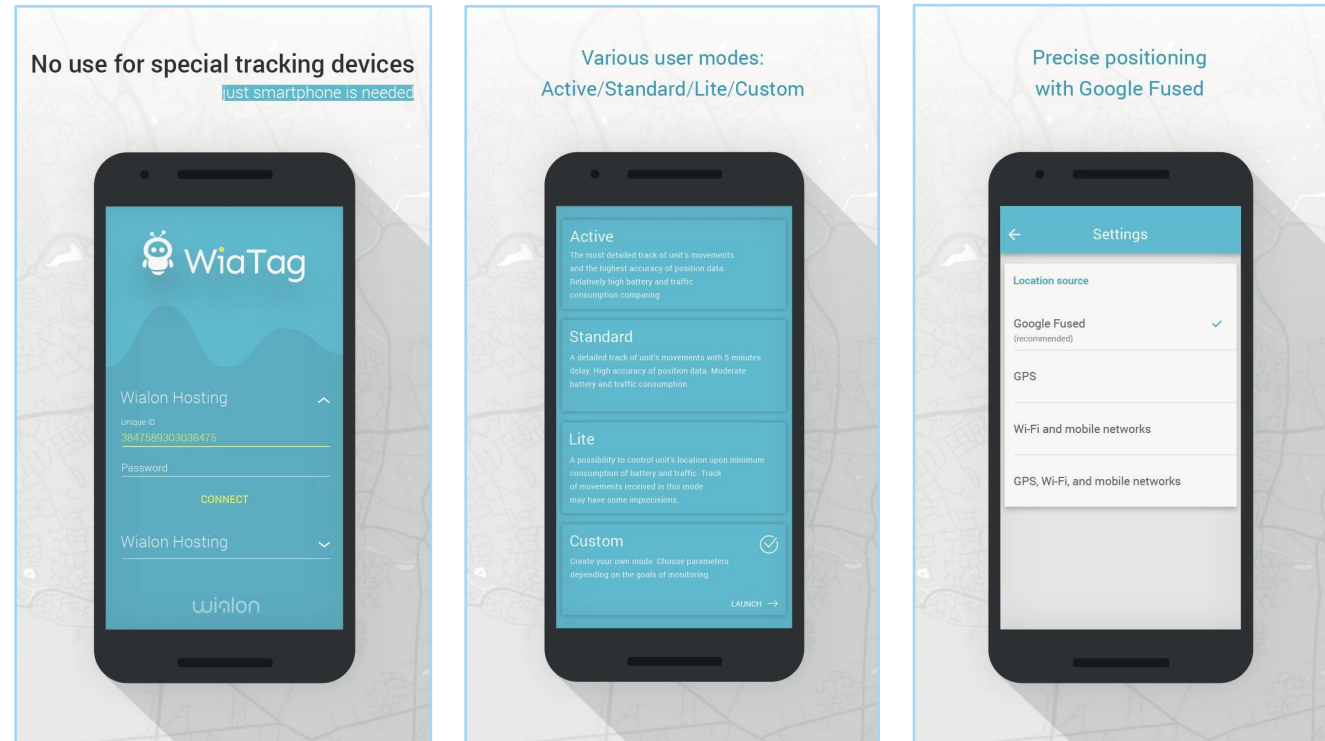 No use for special tracking devices
just smartphone is needed
WiaTag
Wialon Hosting
Unique ID
3847589303038475
Password
CONNECT
Wialon Hosting
wialon
Various user modes:
Active/Standard/Lite/Custom
Active
The most detailed track of unit's movements
and the highest accuracy of position data.
Relatively high battery and traffic
consumption comparing
Standard
A detailed track of unit's movements with 5 minutes
delay. High accuracy of position data. Moderate
battery and traffic consumption.
Lite
A possibility to control unit's location upon minimum
consumption of battery and traffic. Track
of movements received in this mode
may have some imprecisions.
Custom
Create your own mode. Choose parameters
depending on the goals of monitoring.
LAUNCH →
Precise positioning
with Google Fused
Settings
Location source
Google Fused
(recommended)
GPS
Wi-Fi and mobile networks
GPS, Wi-Fi, and mobile networks